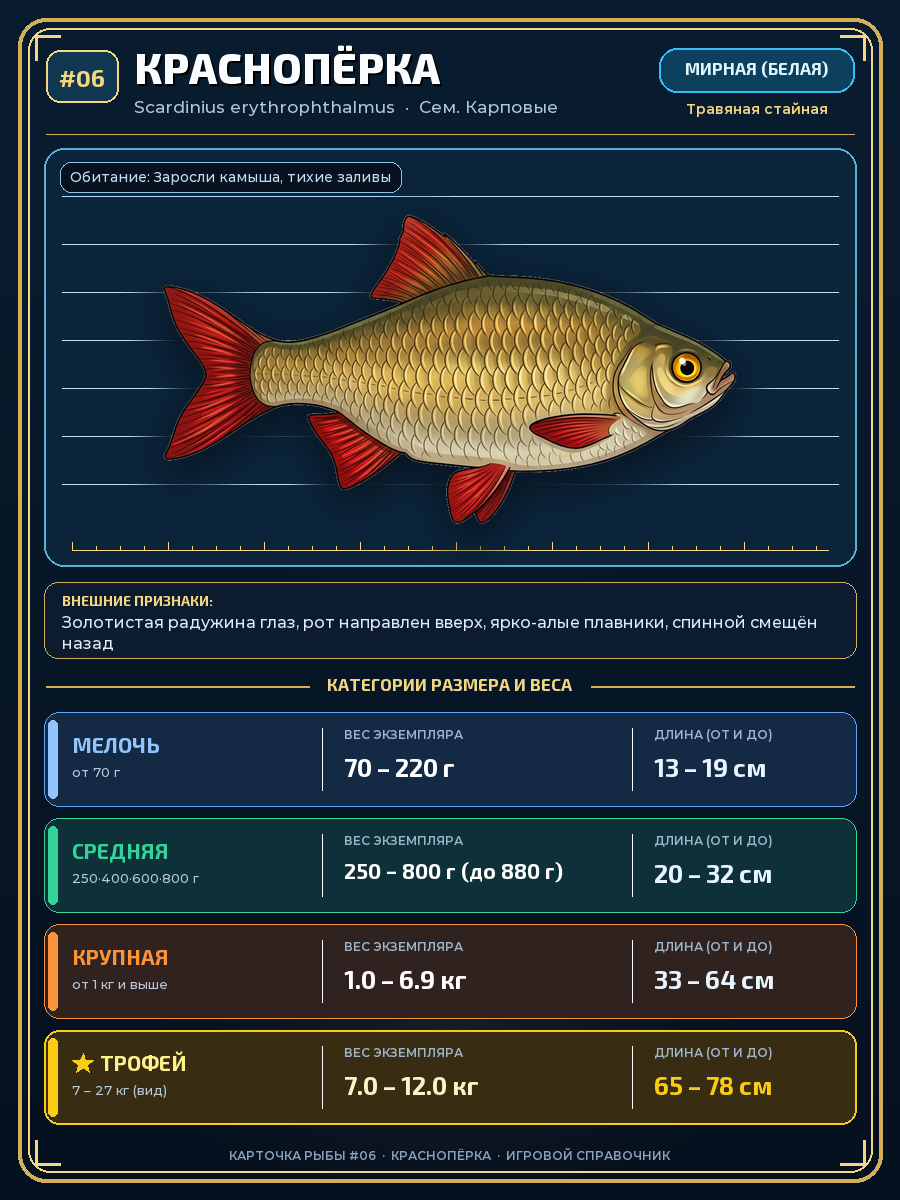 #06
КРАСНОПЁРКА
Scardinius erythrophthalmus · Сем. Карповые
МИРНАЯ (БЕЛАЯ)
Травяная стайная
Обитание: Заросли камыша, тихие заливы
ВНЕШНИЕ ПРИЗНАКИ:
Золотистая радужина глаз, рот направлен вверх, ярко-алые плавники, спинной смещён
назад
КАТЕГОРИИ РАЗМЕРА И ВЕСА
МЕЛОЧЬ
от 70 г
ВЕС ЭКЗЕМПЛЯРА
70 – 220 г
ДЛИНА (ОТ И ДО)
13 – 19 см
СРЕДНЯЯ
250·400·600·800 г
ВЕС ЭКЗЕМПЛЯРА
250 – 800 г (до 880 г)
ДЛИНА (ОТ И ДО)
20 – 32 см
КРУПНАЯ
от 1 кг и выше
ВЕС ЭКЗЕМПЛЯРА
1.0 – 6.9 кг
ДЛИНА (ОТ И ДО)
33 – 64 см
★ ТРОФЕЙ
7 – 27 кг (вид)
ВЕС ЭКЗЕМПЛЯРА
7.0 – 12.0 кг
ДЛИНА (ОТ И ДО)
65 – 78 см
КАРТОЧКА РЫБЫ #06 · КРАСНОПЁРКА · ИГРОВОЙ СПРАВОЧНИК